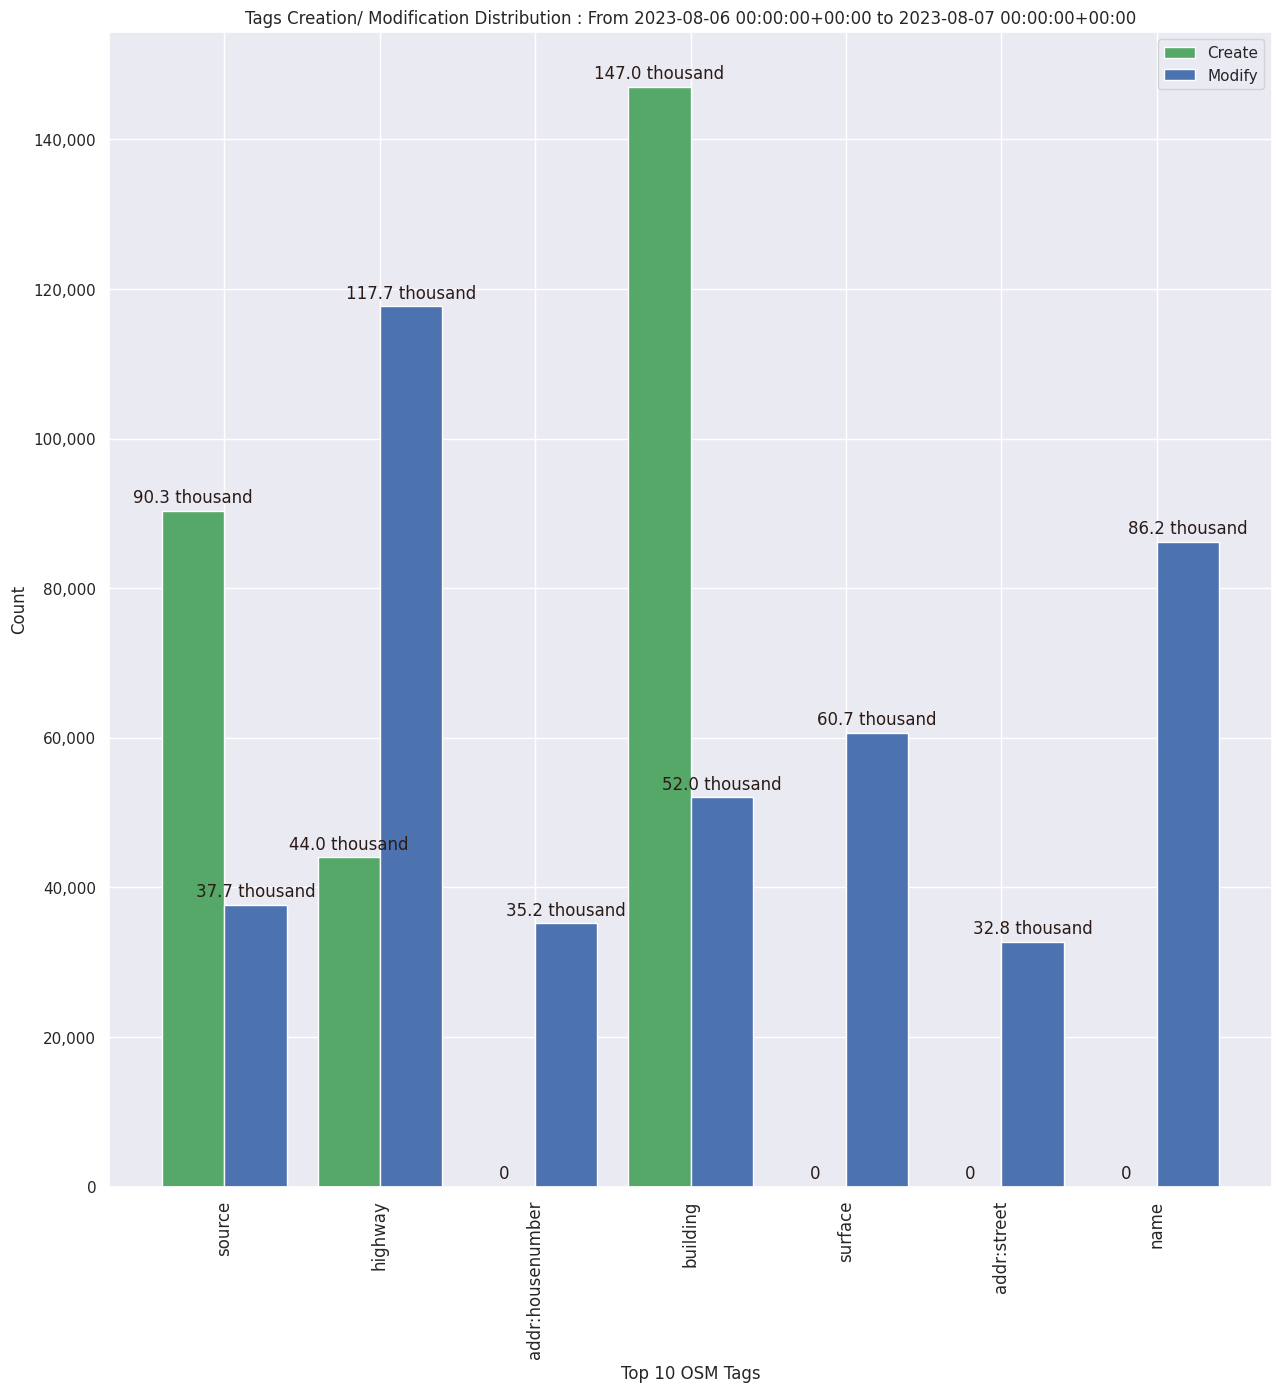 Tags Creation/ Modification Distribution : From 2023-08-06 00:00:00+00:00 to 2023-08-07 00:00:00+00:00
Create
Modify
147.0 thousand
140,000
117.7 thousand
120,000
100,000
90.3 thousand
86.2 thousand
80,000
Count
60.7 thousand
60,000
52.0 thousand
44.0 thousand
40,000
37.7 thousand
35.2 thousand
32.8 thousand
20,000
0
0
0
0
0
source
highway
addr:housenumber
building
surface
addr:street
name
Top 10 OSM Tags